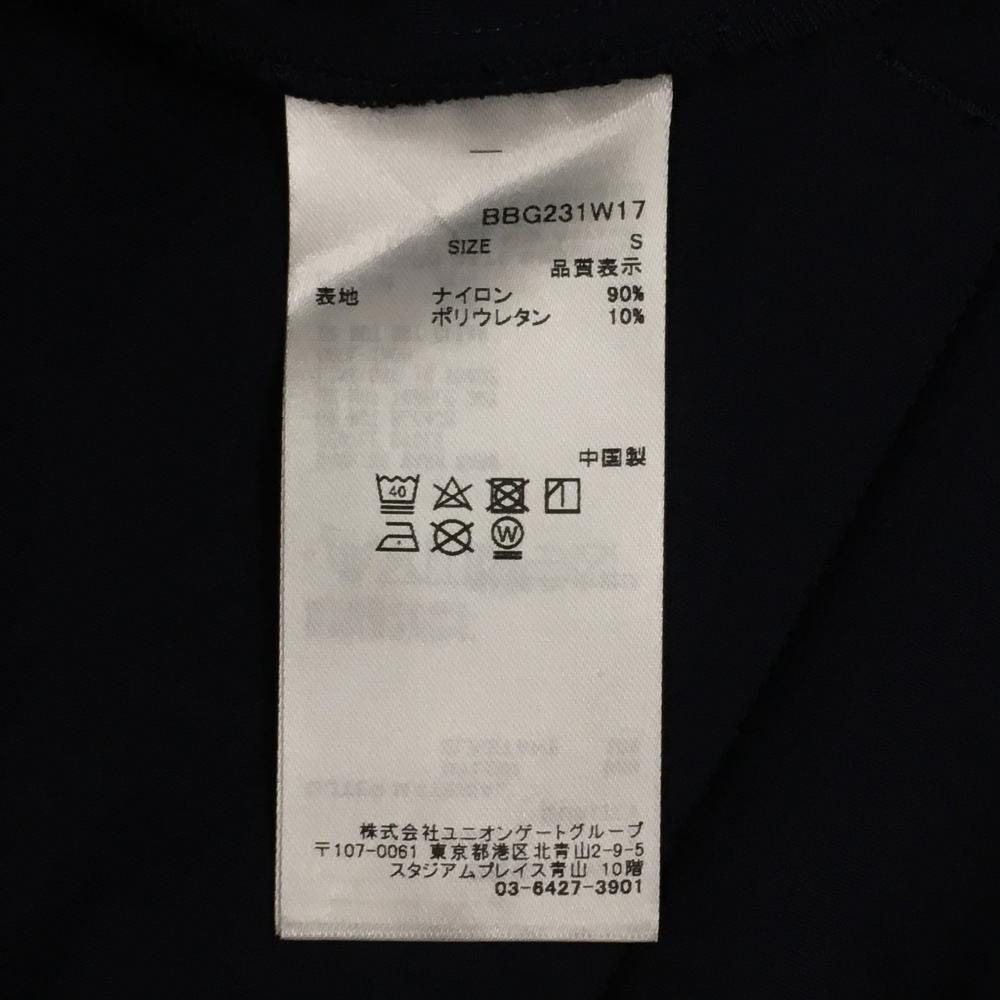 BBG231W17
SIZE S
品質表示
表地 ナイロン 90%
ポリウレタン 10%
中国製
40
W
株式会社ユニオンゲートグループ
〒107-0061 東京都港区北青山2-9-5
スタジアムプレイス青山 10階
03-6427-3901